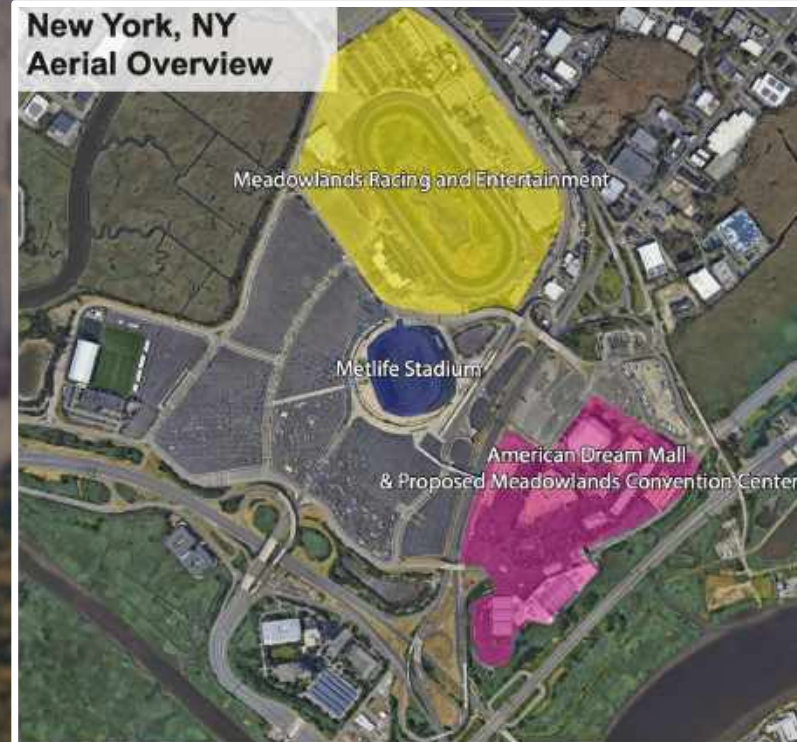 New York, NY
Aerial Overview
Meadowlands Racing and Entertainment
Metlife Stadium
American Dream Mall
& Proposed Meadowlands Convention Center